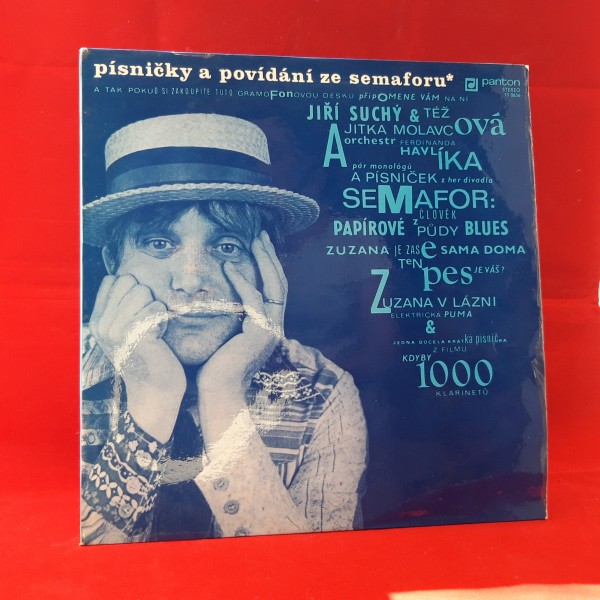 písničky a povídání ze semaforu*
panton
STEREO
A TAK POKUĎ SI ZAKOUPÍTE TUTO GRAMOFONOVOU DESKU připOMENE VÁM NA NÍ
JIŘÍ SUCHÝ & TÉŽ
JITKA MOLAVCOVÁ
A orchestr FERDINANDA
HAVLÍKA
pár monologů
A PÍSNIČEK z her divadla
SEMAFOR:
ČLOVĚK
PAPÍROVÉ z PŮDY BLUES
ZUZANA JE ZASE SAMA DOMA
TEN pes JE VÁŠ?
ZUZANA V LÁZNI
ELEKTRICKÁ PUMA
&
JEDNA DOCELA KRATKÁ písničKA
Z FILMU
KDYBY
1000
KLARINETŮ